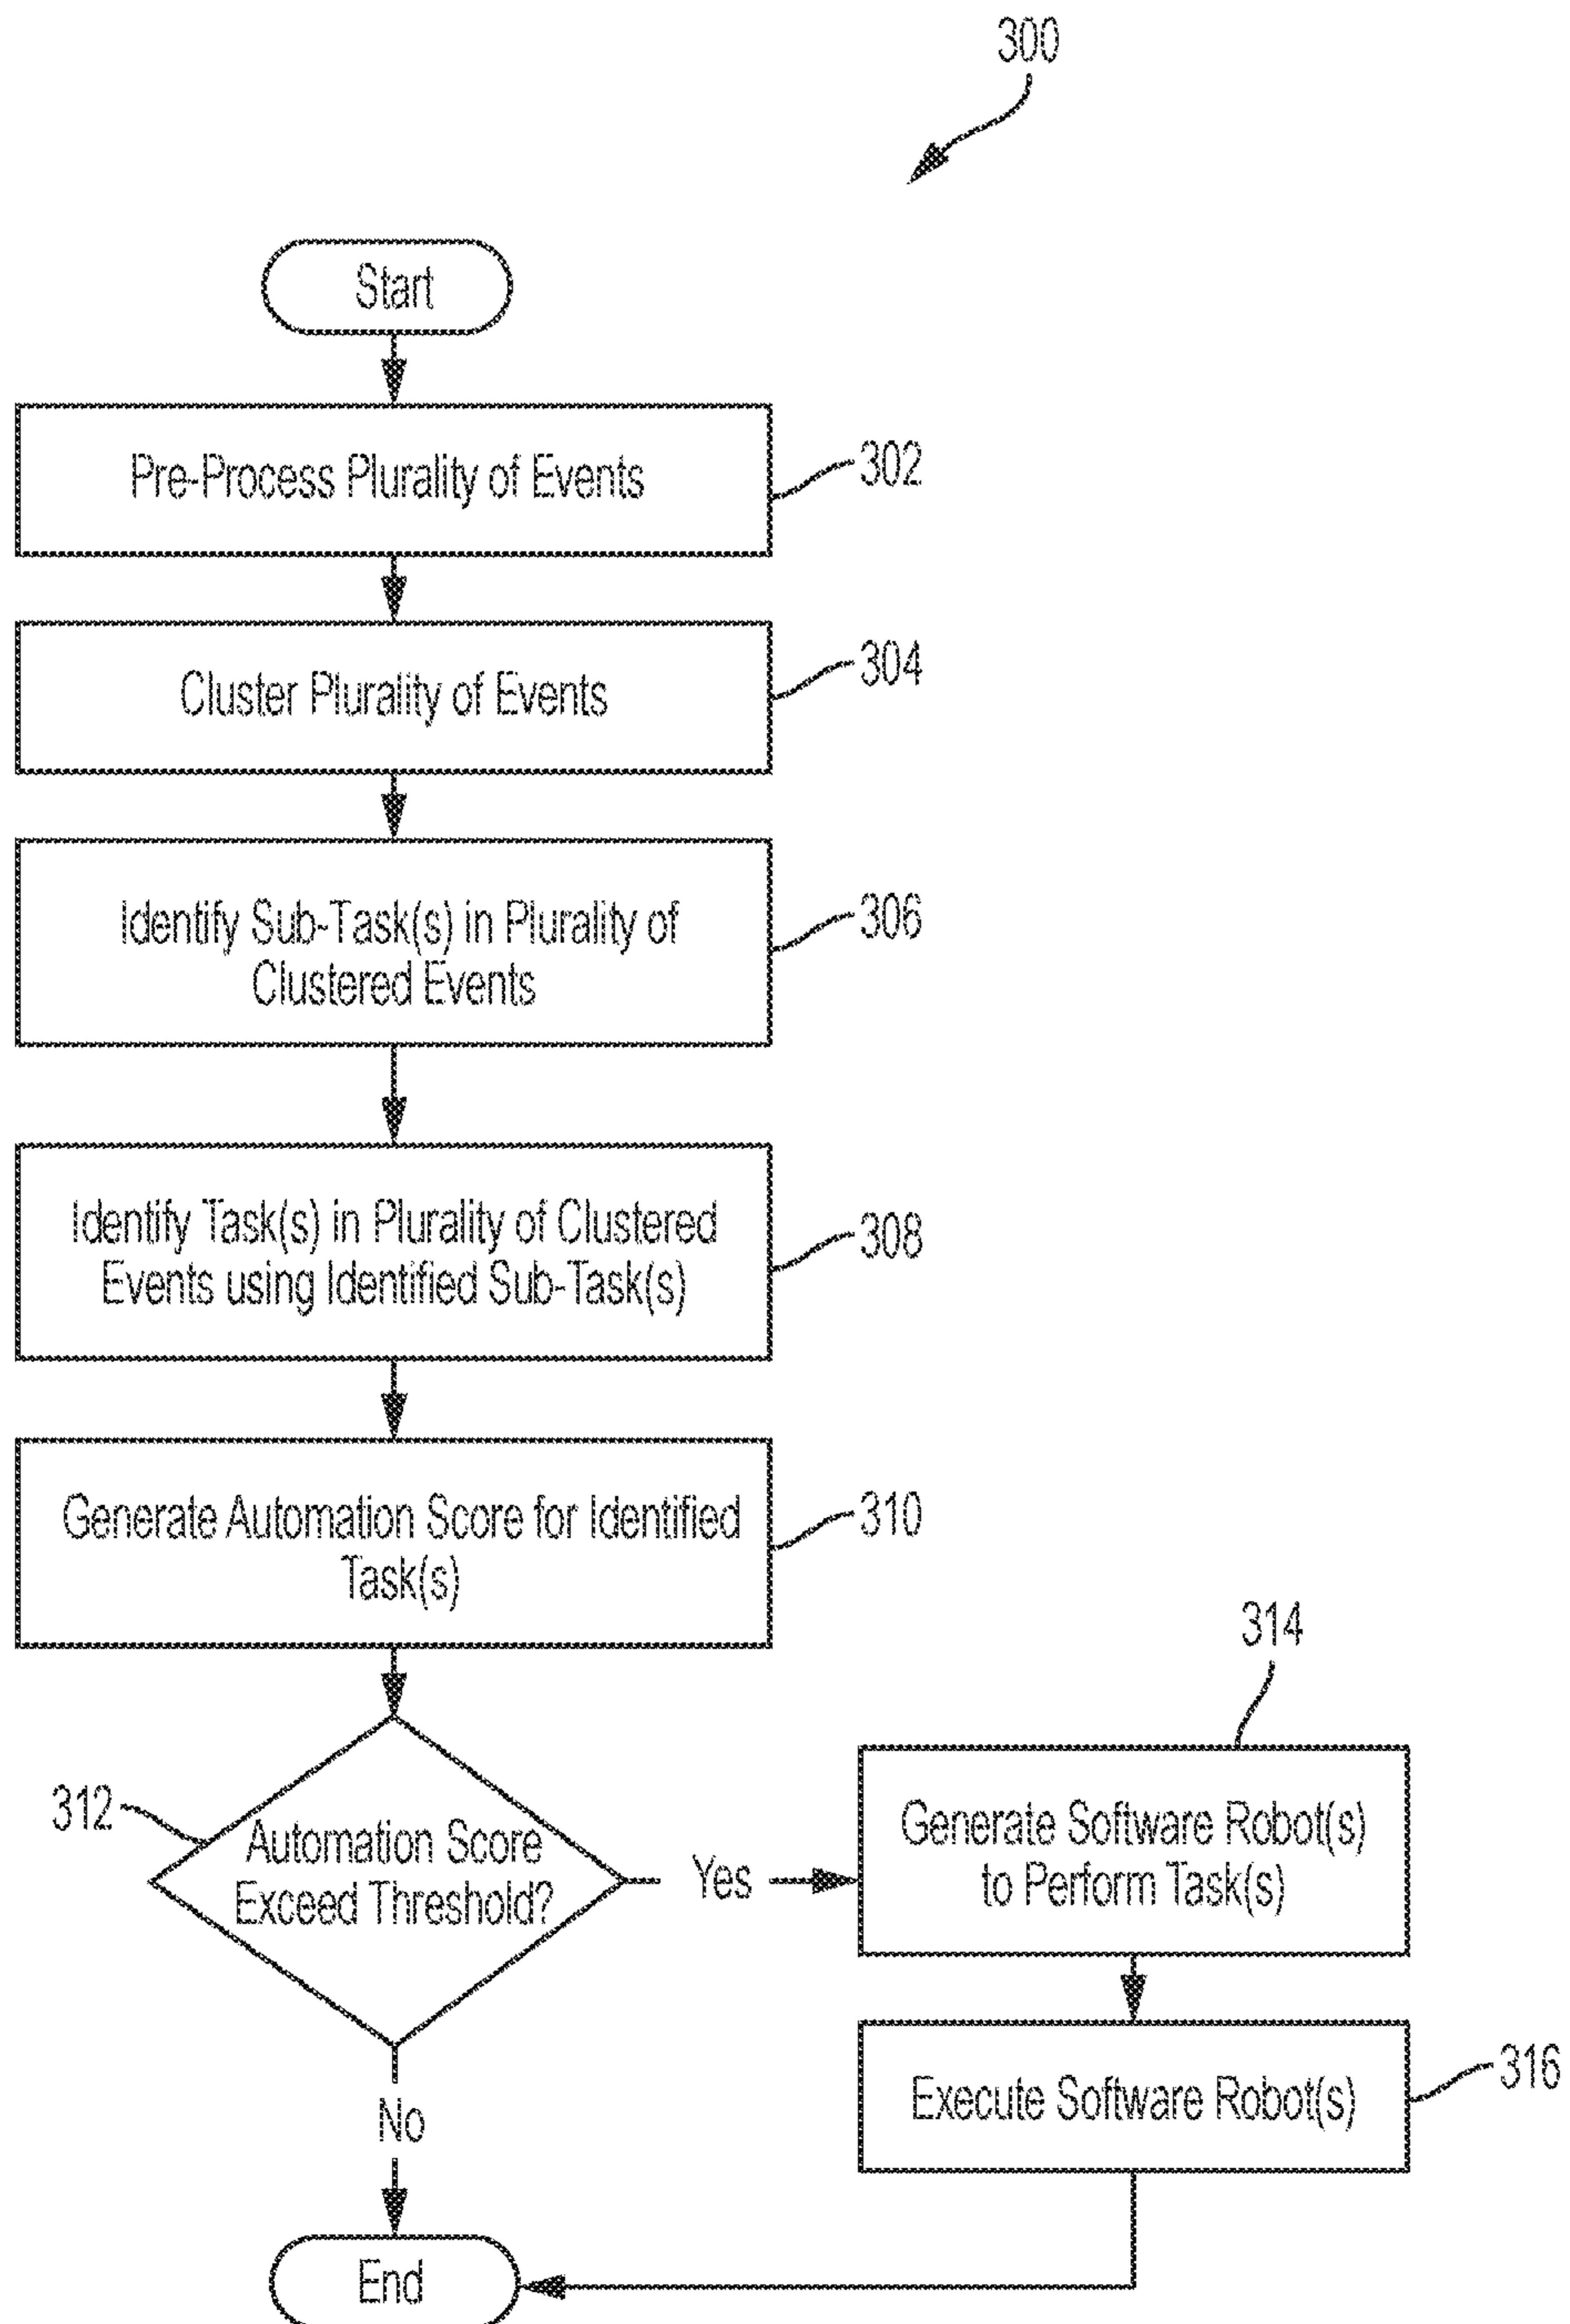 300
Start
Pre-Process Plurality of Events
302
Cluster Plurality of Events
304
Identify Sub-Task(s) in Plurality of
Clustered Events
306
Identify Task(s) in Plurality of Clustered
Events using Identified Sub-Task(s)
308
Generate Automation Score for Identified
Task(s)
310
312
Automation Score
Exceed Threshold?
Yes
314
Generate Software Robot(s)
to Perform Task(s)
Execute Software Robot(s)
316
No
End